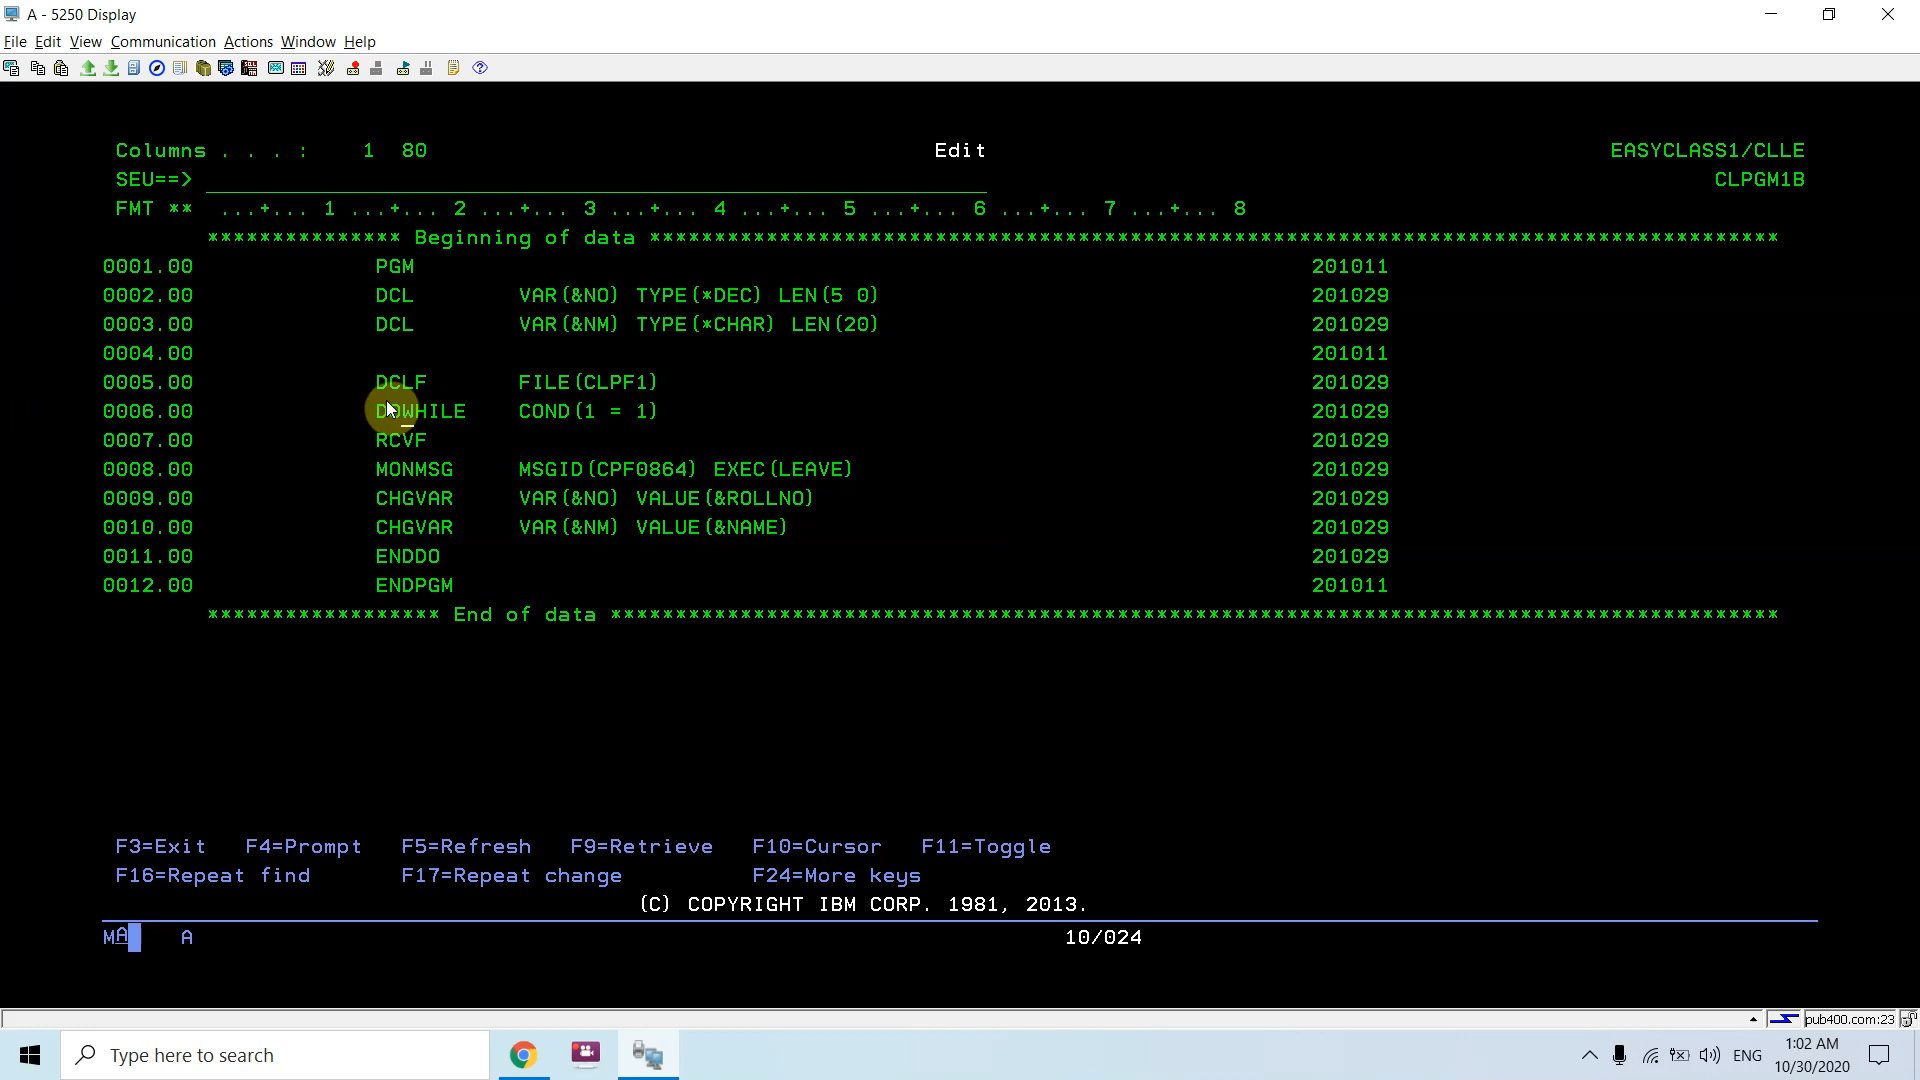 A - 5250 Display
File Edit View Communication Actions Window Help
Columns . . . : 1 80 Edit EASYCLASS1/CLLE
SEU==> CLPGM1B
FMT ** ...+... 1 ...+... 2 ...+... 3 ...+... 4 ...+... 5 ...+... 6 ...+... 7 ...+... 8
*************** Beginning of data ***************************************************************************************
0001.00 PGM 201011
0002.00 DCL VAR(&NO) TYPE(*DEC) LEN(5 0) 201029
0003.00 DCL VAR(&NM) TYPE(*CHAR) LEN(20) 201029
0004.00 201011
0005.00 DCLF FILE(CLPF1) 201029
0006.00 DOWHILE COND(1 = 1) 201029
0007.00 RCVF 201029
0008.00 MONMSG MSGID(CPF0864) EXEC(LEAVE) 201029
0009.00 CHGVAR VAR(&NO) VALUE(&ROLLNO) 201029
0010.00 CHGVAR VAR(&NM) VALUE(&NAME) 201029
0011.00 ENDDO 201029
0012.00 ENDPGM 201011
****************** End of data ******************************************************************************************
F3=Exit F4=Prompt F5=Refresh F9=Retrieve F10=Cursor F11=Toggle
F16=Repeat find F17=Repeat change F24=More keys
(C) COPYRIGHT IBM CORP. 1981, 2013.
MA A 10/024
pub400.com:23
Type here to search
ENG
1:02 AM
10/30/2020